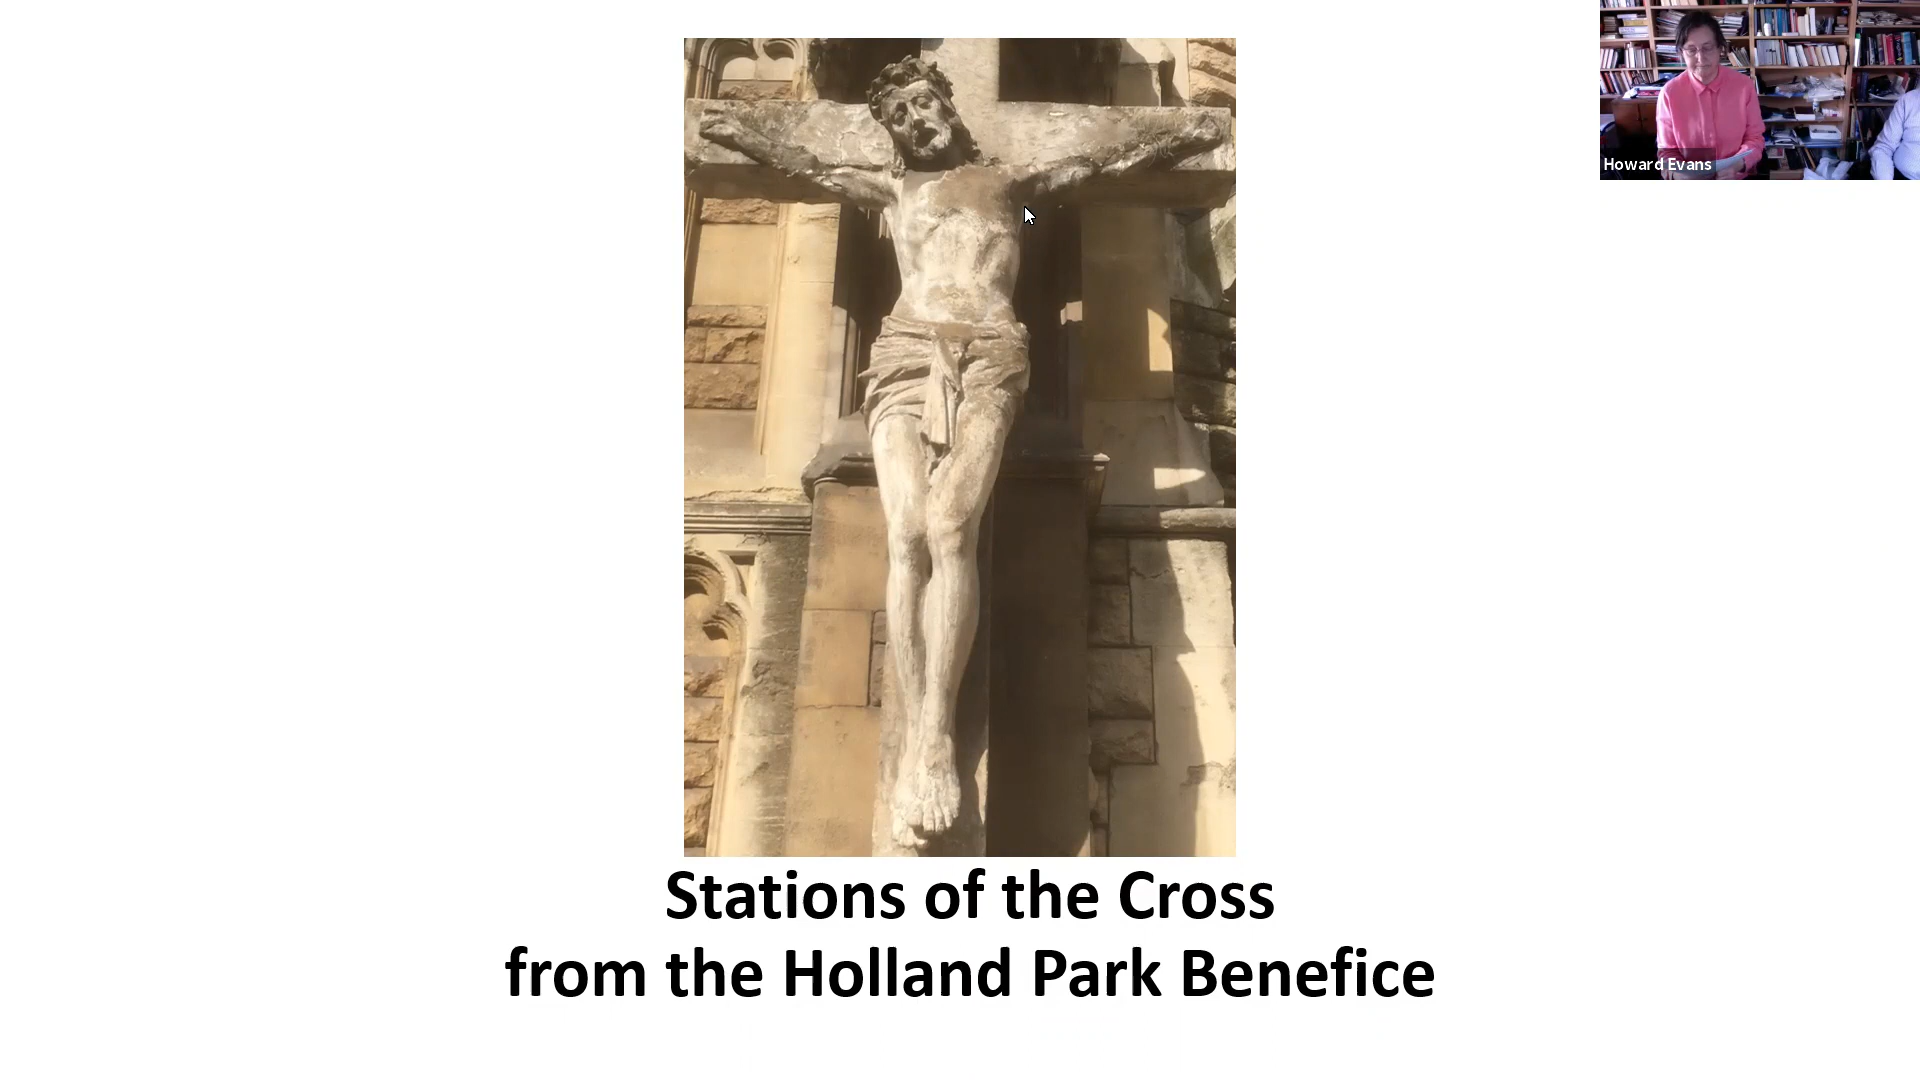 Howard Evans
Stations of the Cross
from the Holland Park Benefice